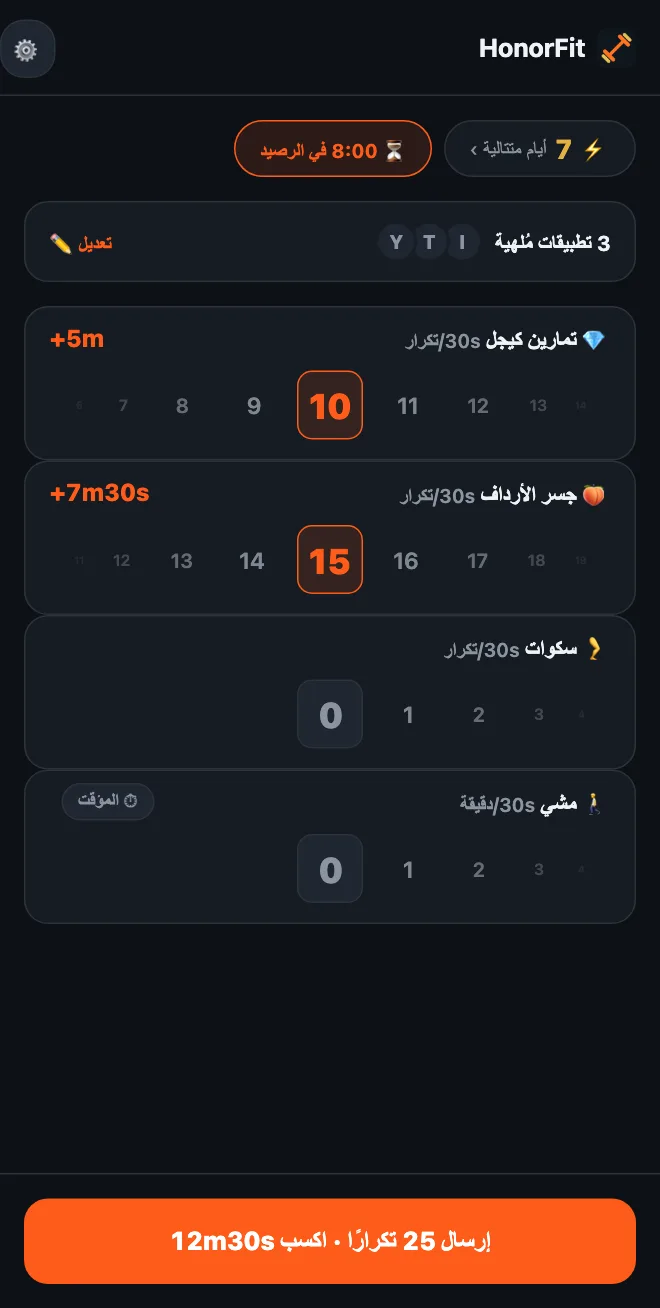 HonorFit
⚡ 7 أيام متتالية ›
⏳ 8:00 في الرصيد
3 تطبيقات مُلهية I T Y
تعديل ✏️
💎 تمارين كيجل 30s/تكرار
+5m
14 13 12 11 10 9 8 7 6
🍑 جسر الأرداف 30s/تكرار
+7m30s
19 18 17 16 15 14 13 12 11
سكوات 30s/تكرار
4 3 2 1 0
🚶 مشي 30s/دقيقة
⏱ المؤقت
4 3 2 1 0
إرسال 25 تكرارًا · اكسب 12m30s